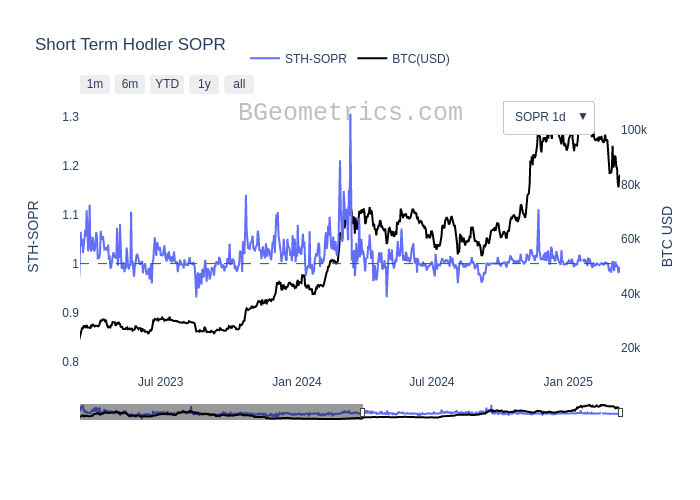 Short Term Hodler SOPR
STH-SOPR BTC(USD)
1m 6m YTD 1y all
BGeometrics.com
SOPR 1d ▼
1.3
1.2
1.1
1
0.9
0.8
STH-SOPR
100k
80k
60k
40k
20k
BTC USD
Jul 2023 Jan 2024 Jul 2024 Jan 2025